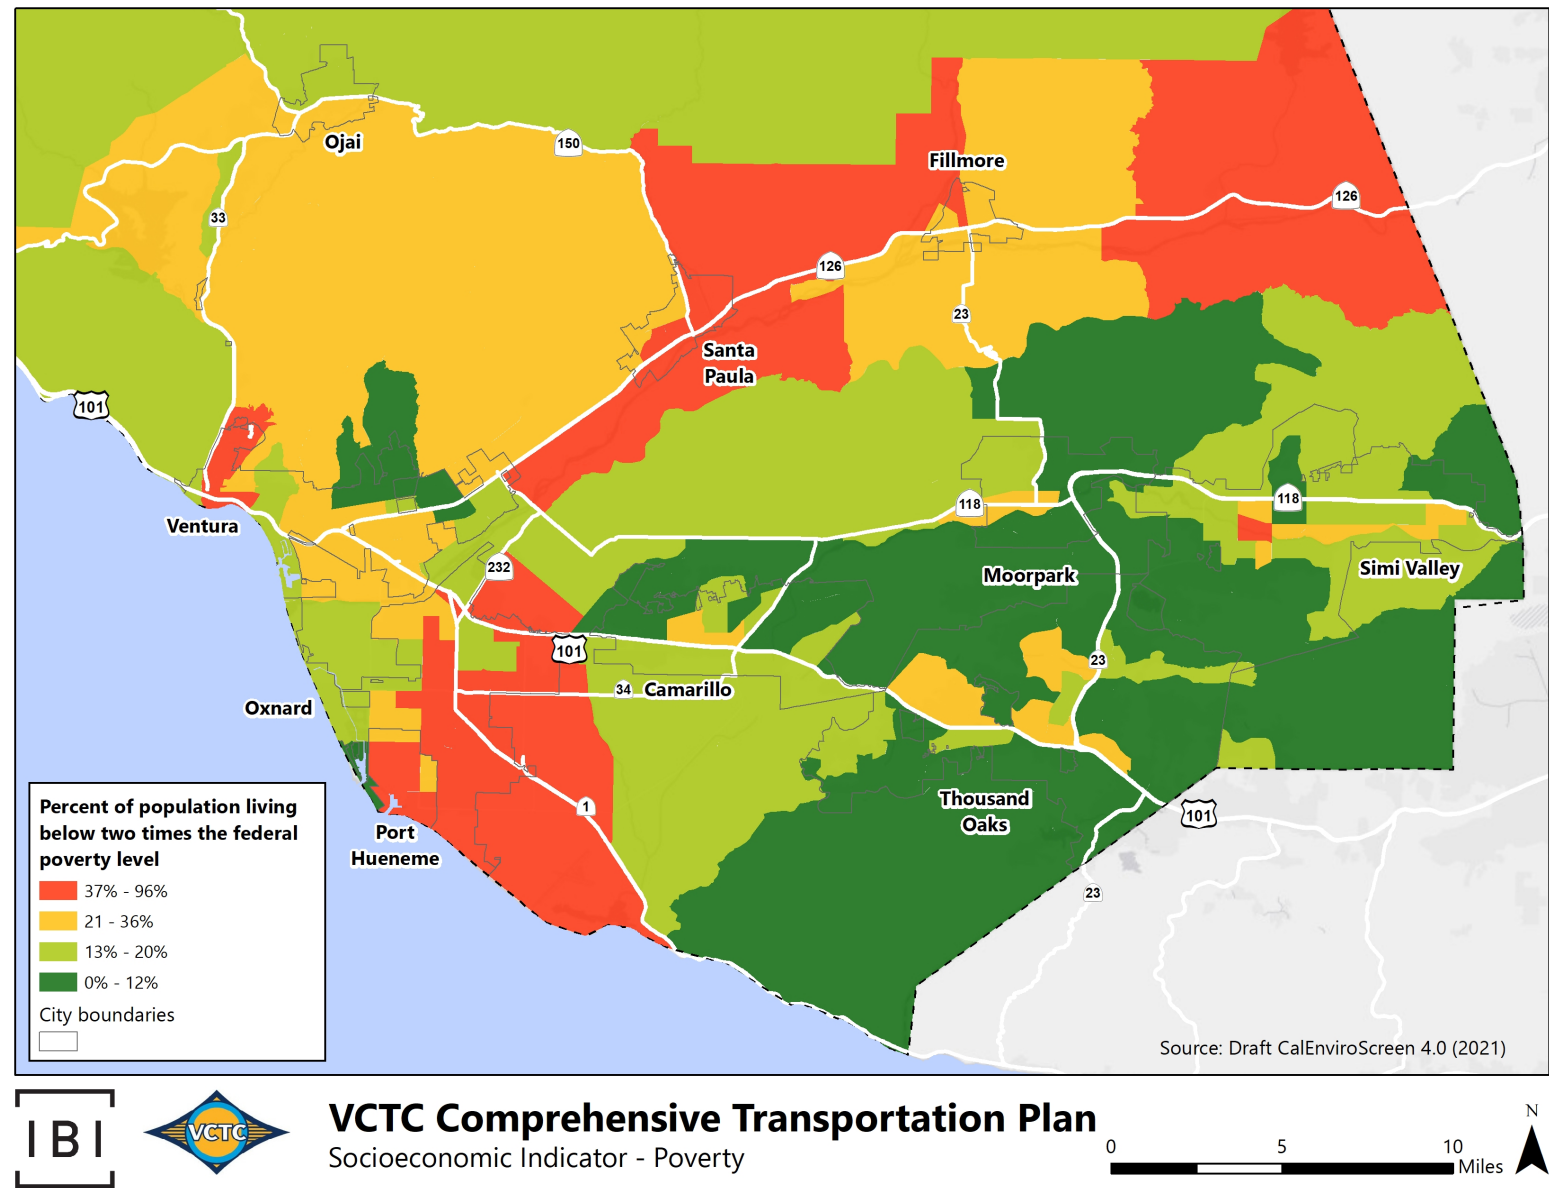 Ojai
150
33
Fillmore
126
126
23
Santa
Paula
101
Ventura
118
118
232
Moorpark
Simi Valley
101
23
34
Camarillo
Oxnard
1
Thousand
Oaks
101
Port
Hueneme
23
Percent of population living
below two times the federal
poverty level
37% - 96%
21 - 36%
13% - 20%
0% - 12%
City boundaries
Source: Draft CalEnviroScreen 4.0 (2021)
IBI
VCTC
VCTC Comprehensive Transportation Plan
Socioeconomic Indicator - Poverty
N
0 5 10
Miles